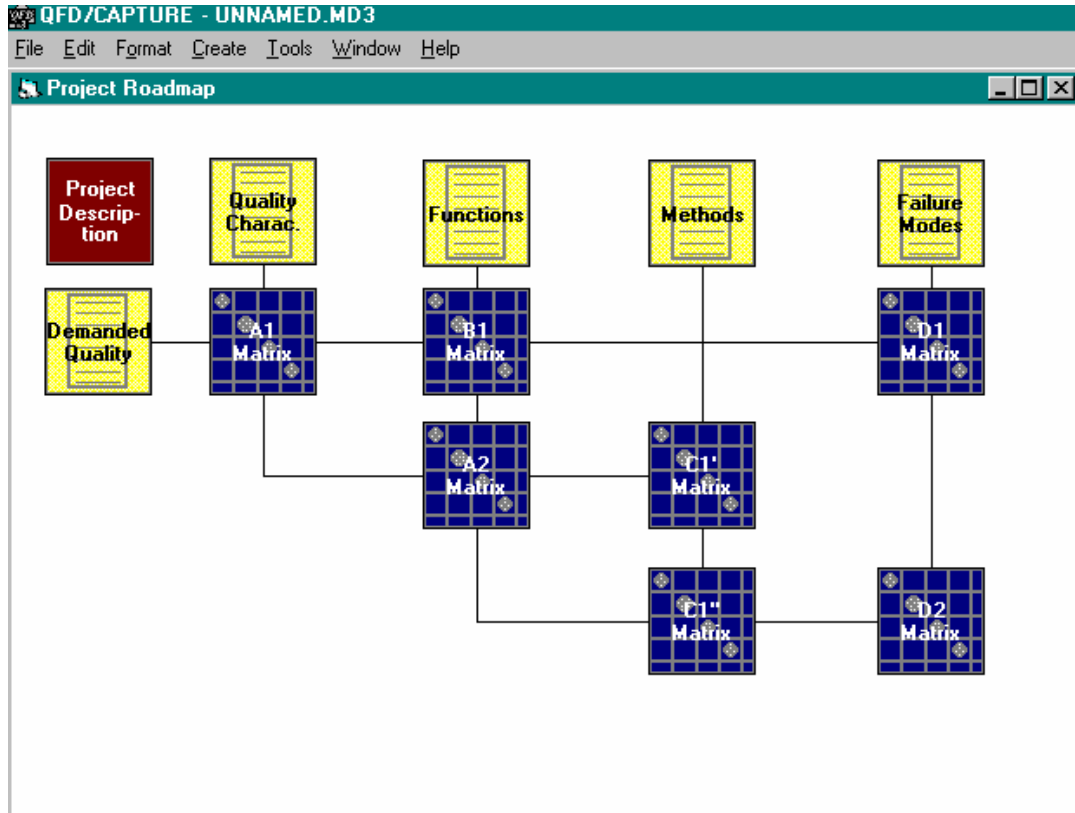 QFD/CAPTURE - UNNAMED.MD3
File Edit Format Create Tools Window Help
Project Roadmap
Project
Descrip-
tion
Quality
Charac.
Functions
Methods
Failure
Modes
Demanded
Quality
A1
Matrix
B1
Matrix
D1
Matrix
A2
Matrix
C1'
Matrix
C1"
Matrix
D2
Matrix